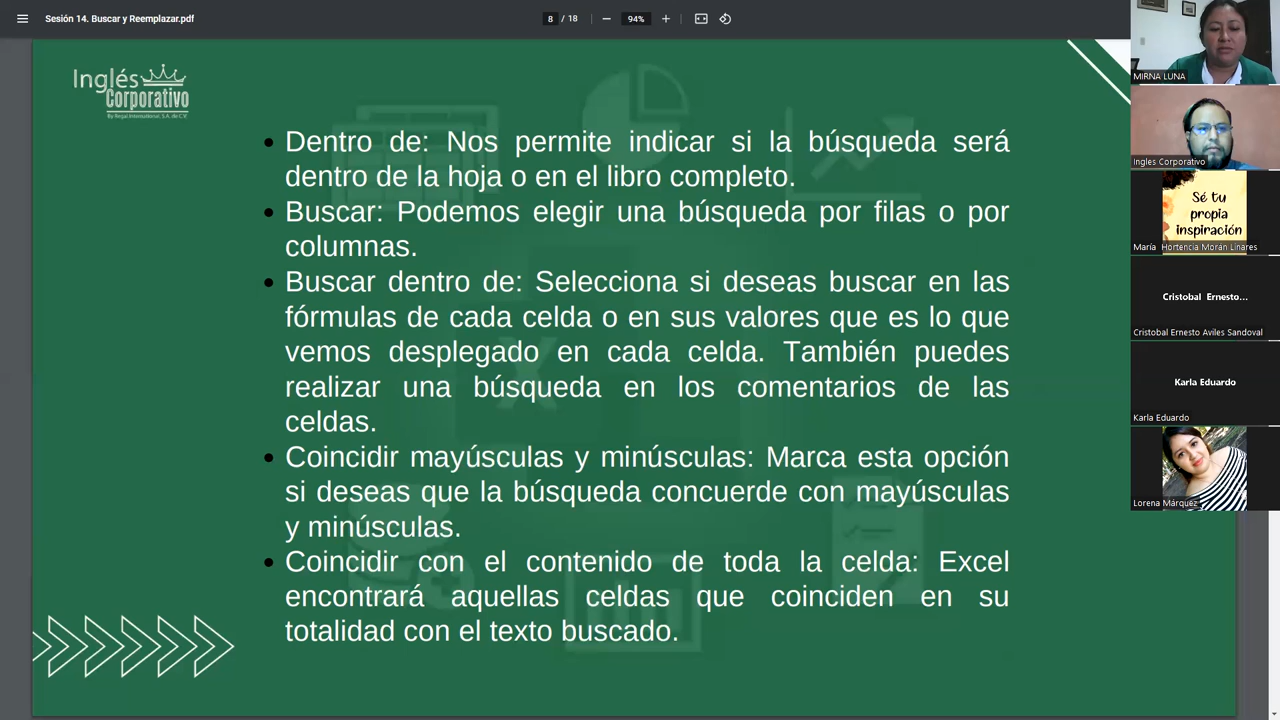 Sesión 14. Buscar y Reemplazar.pdf
8 / 18
94%
Inglés
Corporativo
By Regal International, S.A. de C.V.
Dentro de: Nos permite indicar si la búsqueda será
dentro de la hoja o en el libro completo.
Buscar: Podemos elegir una búsqueda por filas o por
columnas.
Buscar dentro de: Selecciona si deseas buscar en las
fórmulas de cada celda o en sus valores que es lo que
vemos desplegado en cada celda. También puedes
realizar una búsqueda en los comentarios de las
celdas.
Coincidir mayúsculas y minúsculas: Marca esta opción
si deseas que la búsqueda concuerde con mayúsculas
y minúsculas.
Coincidir con el contenido de toda la celda: Excel
encontrará aquellas celdas que coinciden en su
totalidad con el texto buscado.
MIRNA LUNA
Ingles Corporativo
Sé tu
propia
inspiración
María Hortencia Morán Linares
Cristobal Ernesto...
Cristobal Ernesto Aviles Sandoval
Karla Eduardo
Karla Eduardo
Lorena Márquez